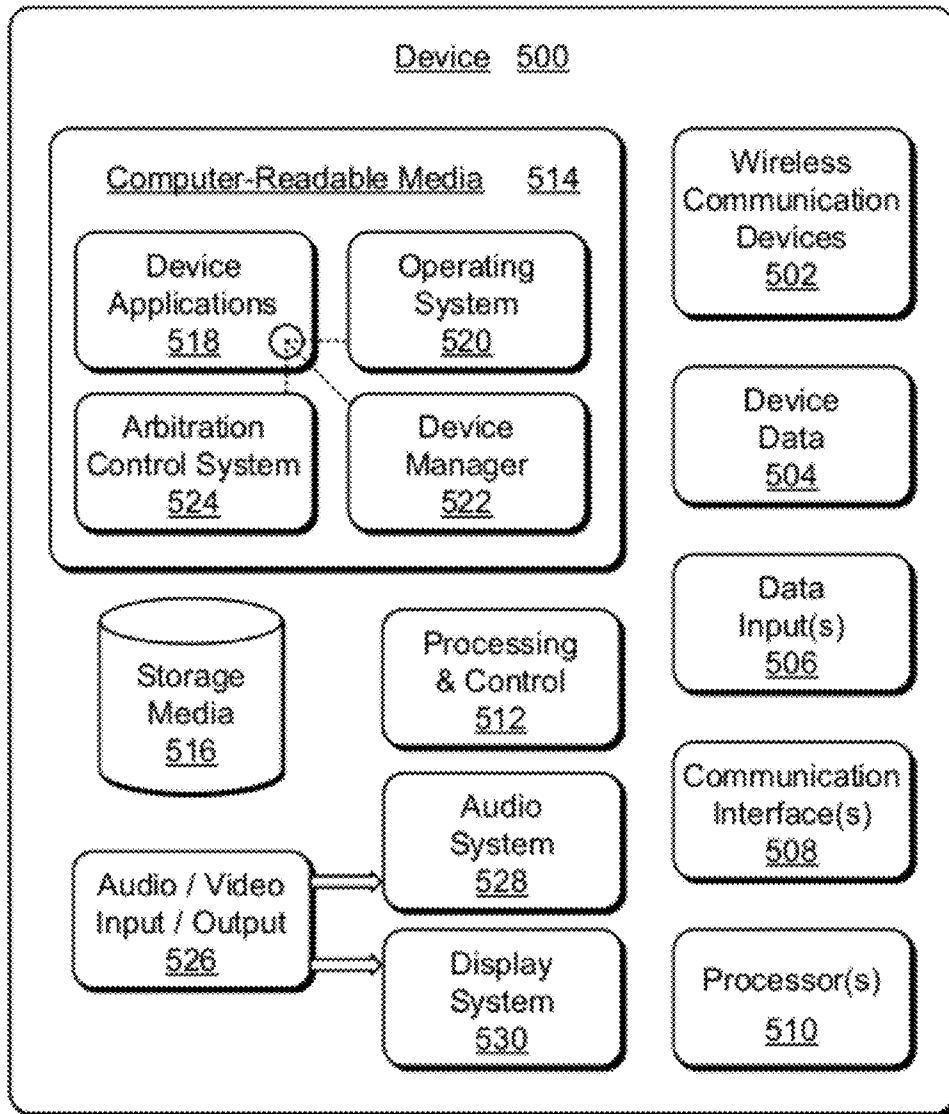 Device 500
Computer-Readable Media 514
Device
Applications
518
Operating
System
520
Arbitration
Control System
524
Device
Manager
522
Storage
Media
516
Processing
& Control
512
Audio / Video
Input / Output
526
Audio
System
528
Display
System
530
Wireless
Communication
Devices
502
Device
Data
504
Data
Input(s)
506
Communication
Interface(s)
508
Processor(s)
510